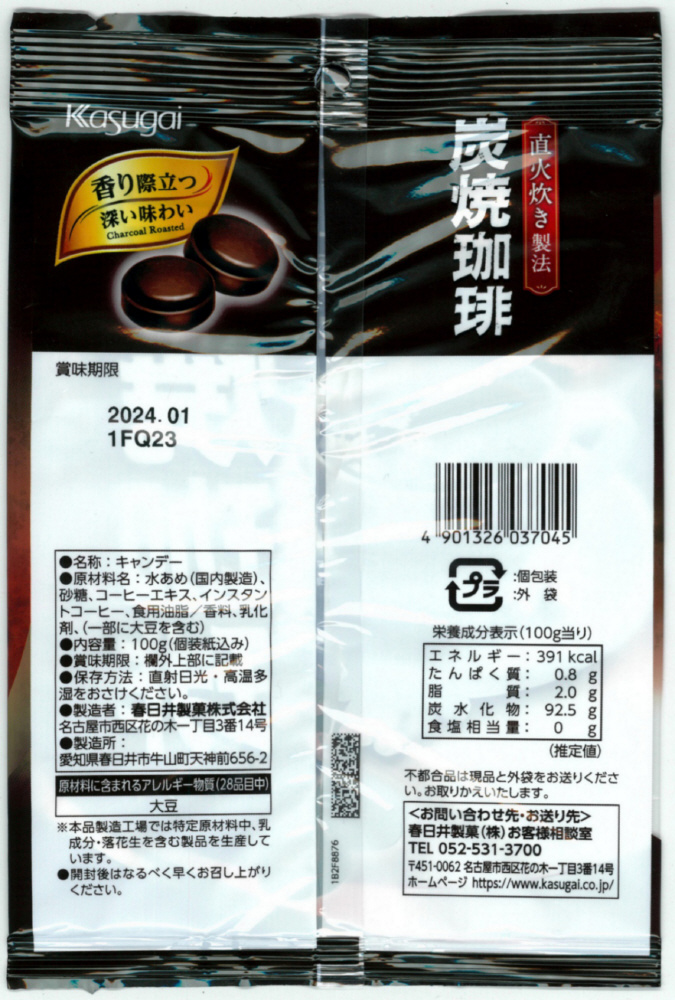 Kasugai
香り際立つ
深い味わい
Charcoal Roasted
直火炊き製法
炭焼珈琲
賞味期限
2024.01
1FQ23
●名称：キャンデー
●原材料名：水あめ(国内製造)、
砂糖、コーヒーエキス、インスタン
トコーヒー、食用油脂／香料、乳化
剤、(一部に大豆を含む)
●内容量：100g(個装紙込み)
●賞味期限：欄外上部に記載
●保存方法：直射日光・高温多
湿をおさけください。
●製造者：春日井製菓株式会社
名古屋市西区花の木一丁目3番14号
●製造所：
愛知県春日井市牛山町天神前656-2
原材料に含まれるアレルギー物質(28品目中)
大豆
※本品製造工場では特定原材料中、乳
成分・落花生を含む製品を生産して
います。
●開封後はなるべく早くお召し上がり
ください。
1B2F8876
4 901326 037045
プラ
:個包装
:外 袋
栄養成分表示(100g当り)
エネルギー: 391 kcal
たんぱく質: 0.8 g
脂質: 2.0 g
炭水化物: 92.5 g
食塩相当量: 0 g
(推定値)
不都合品は現品と外袋をお送りくださ
い。お取りかえいたします。
＜お問い合わせ先・お送り先＞
春日井製菓(株)お客様相談室
TEL 052-531-3700
〒451-0062 名古屋市西区花の木一丁目3番14号
ホームページ https://www.kasugai.co.jp/